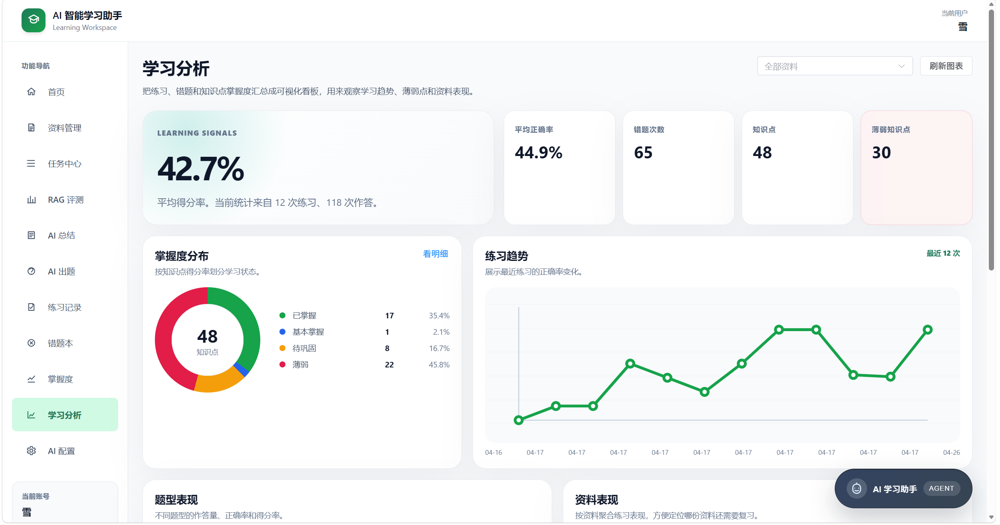 AI 智能学习助手
Learning Workspace
当前用户
雪
功能导航
首页
资料管理
任务中心
RAG 评测
AI 总结
AI 出题
练习记录
错题本
掌握度
学习分析
AI 配置
当前账号
雪
学习分析
把练习、错题和知识点掌握度汇总成可视化看板，用来观察学习趋势、薄弱点和资料表现。
全部资料
刷新图表
LEARNING SIGNALS
42.7%
平均得分率。当前统计来自 12 次练习、118 次作答。
平均正确率
44.9%
错题次数
65
知识点
48
薄弱知识点
30
掌握度分布
看明细
按知识点得分率划分学习状态。
48
知识点
已掌握 17 35.4%
基本掌握 1 2.1%
待巩固 8 16.7%
薄弱 22 45.8%
练习趋势
最近 12 次
展示最近练习的正确率变化。
04-16 04-17 04-17 04-17 04-17 04-17 04-17 04-17 04-17 04-17 04-17 04-26
题型表现
不同题型的作答量、正确率和得分率。
资料表现
按资料聚合练习表现，方便定位哪份资料还需要复习。
AI 学习助手 AGENT